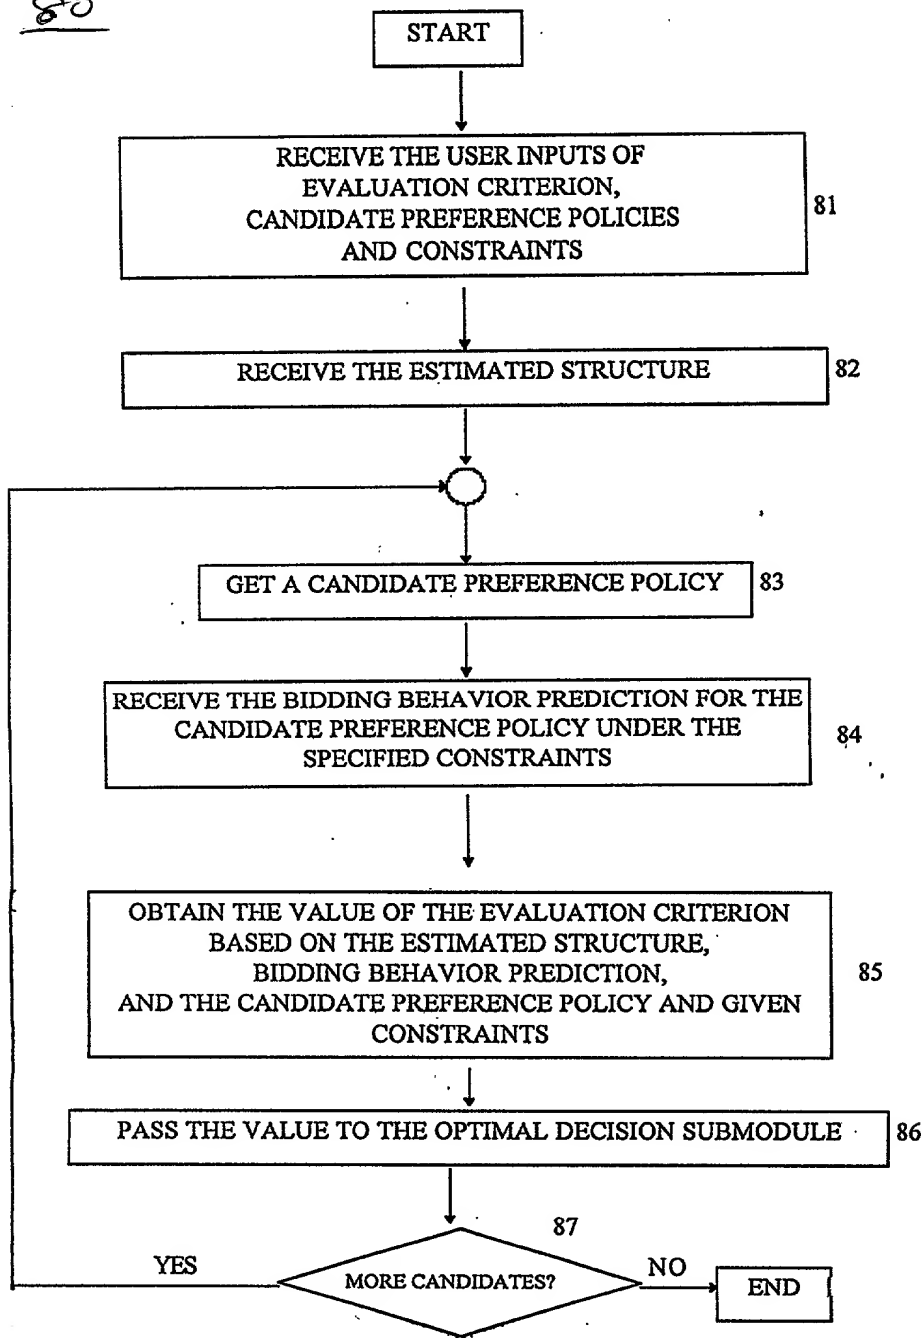 80
START
RECEIVE THE USER INPUTS OF
EVALUATION CRITERION,
CANDIDATE PREFERENCE POLICIES
AND CONSTRAINTS
81
RECEIVE THE ESTIMATED STRUCTURE
82
GET A CANDIDATE PREFERENCE POLICY
83
RECEIVE THE BIDDING BEHAVIOR PREDICTION FOR THE
CANDIDATE PREFERENCE POLICY UNDER THE
SPECIFIED CONSTRAINTS
84
OBTAIN THE VALUE OF THE EVALUATION CRITERION
BASED ON THE ESTIMATED STRUCTURE,
BIDDING BEHAVIOR PREDICTION,
AND THE CANDIDATE PREFERENCE POLICY AND GIVEN
CONSTRAINTS
85
PASS THE VALUE TO THE OPTIMAL DECISION SUBMODULE
86
87
YES
MORE CANDIDATES?
NO
END